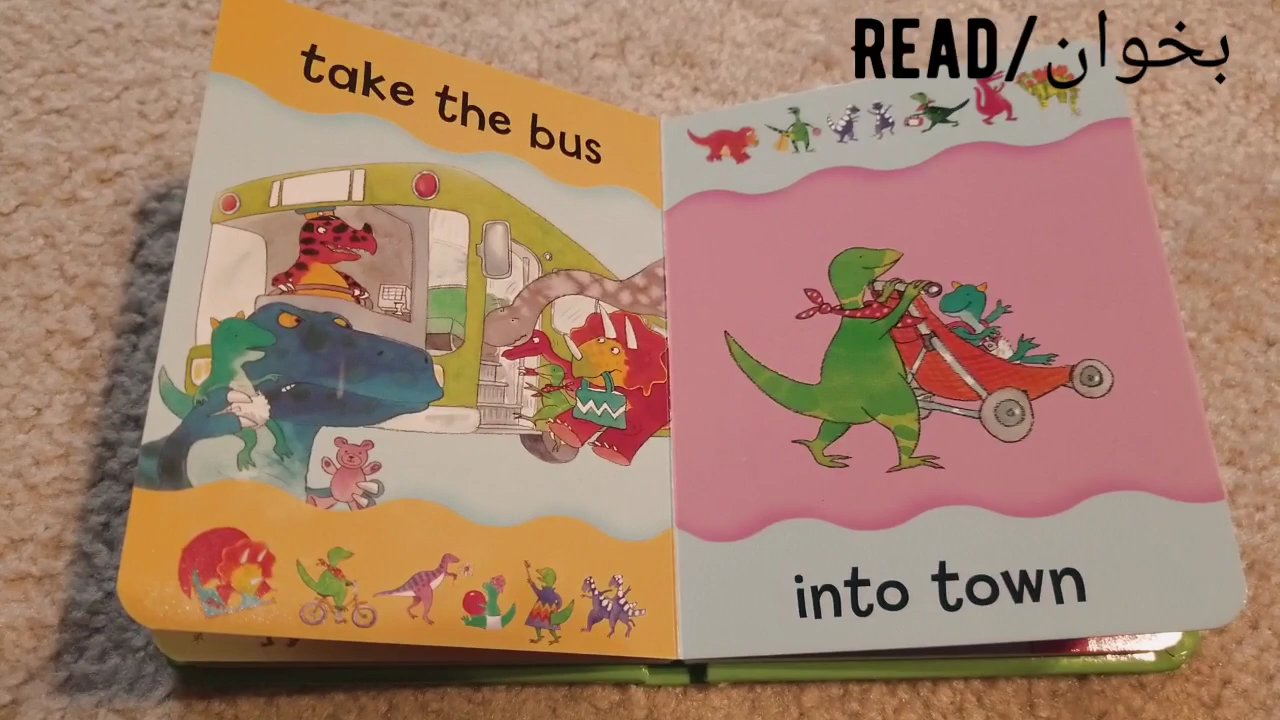 READ/بخوان
take the bus
into town